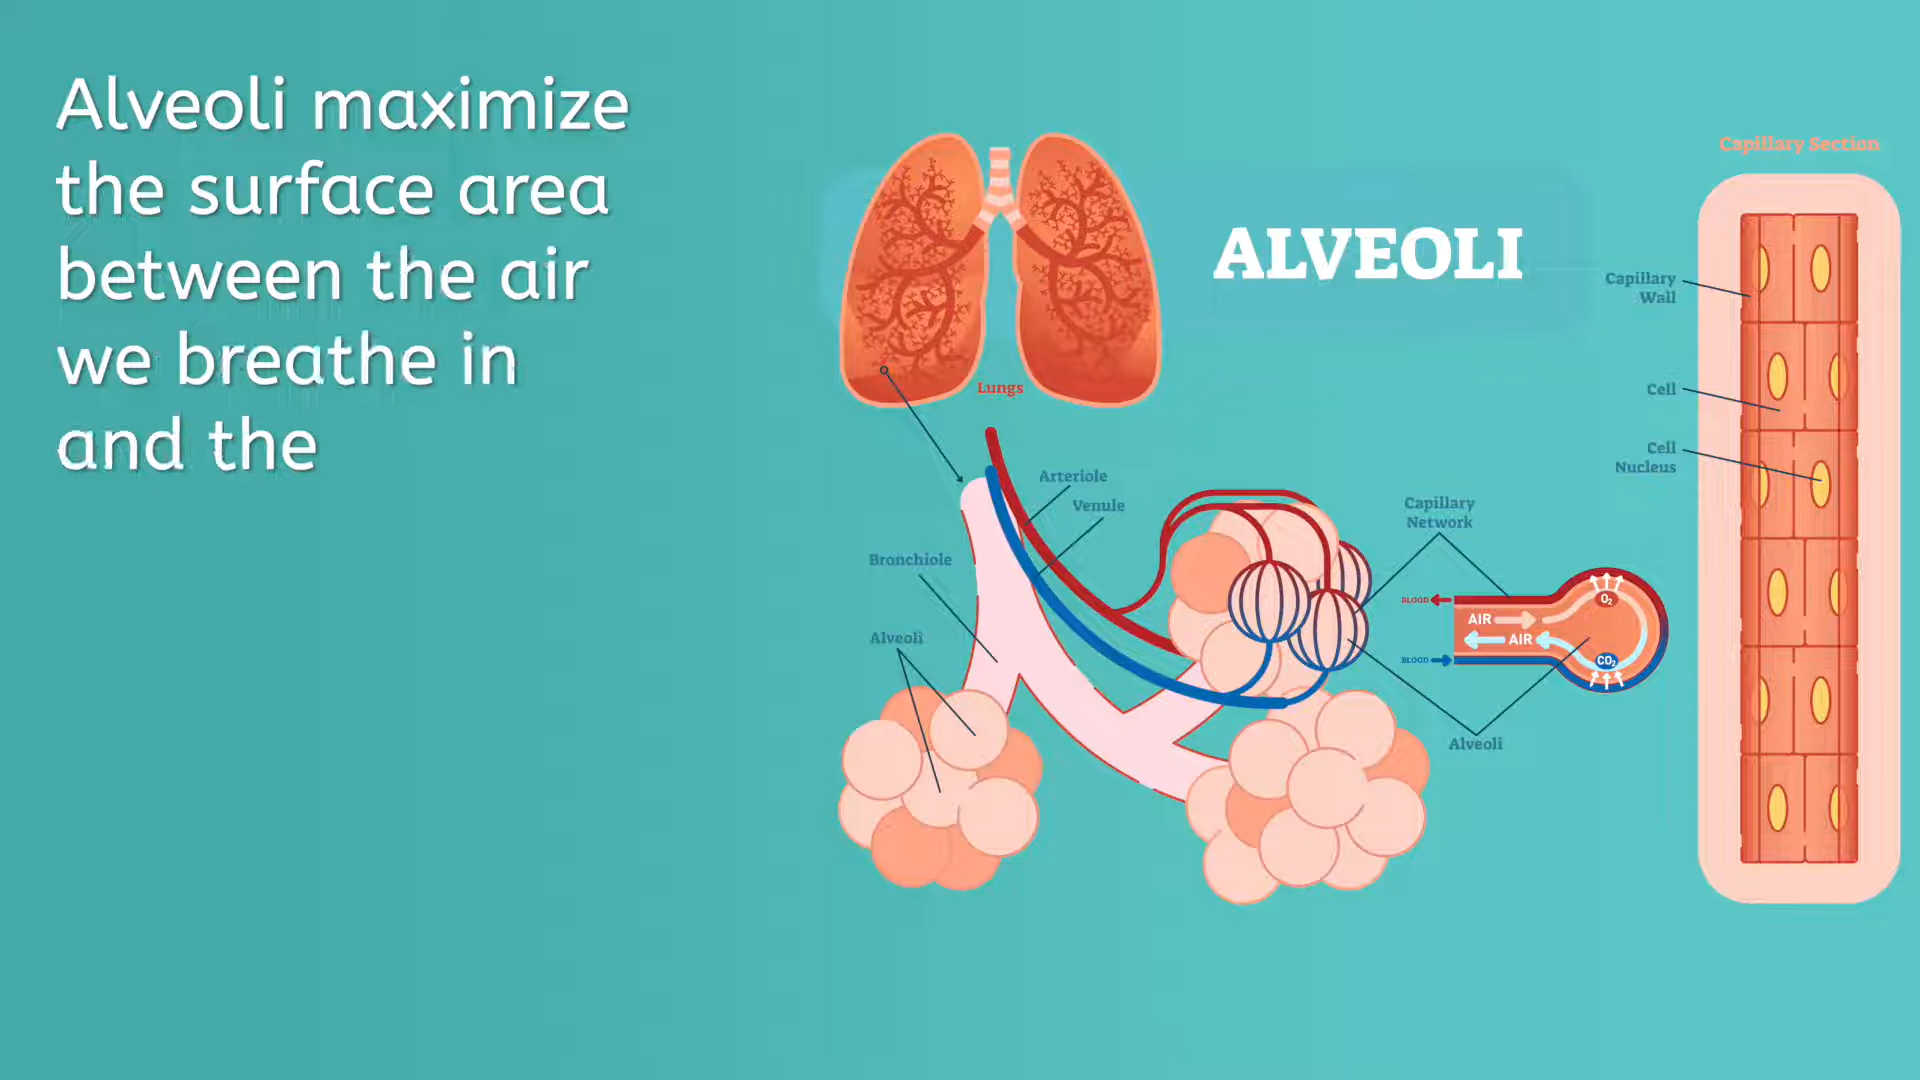 Alveoli maximize
the surface area
between the air
we breathe in
and the
ALVEOLI
Lungs
Arteriole
Venule
Bronchiole
Alveoli
Capillary
Network
BLOOD
AIR
AIR
BLOOD
O2
CO2
Alveoli
Capillary Section
Capillary
Wall
Cell
Cell
Nucleus